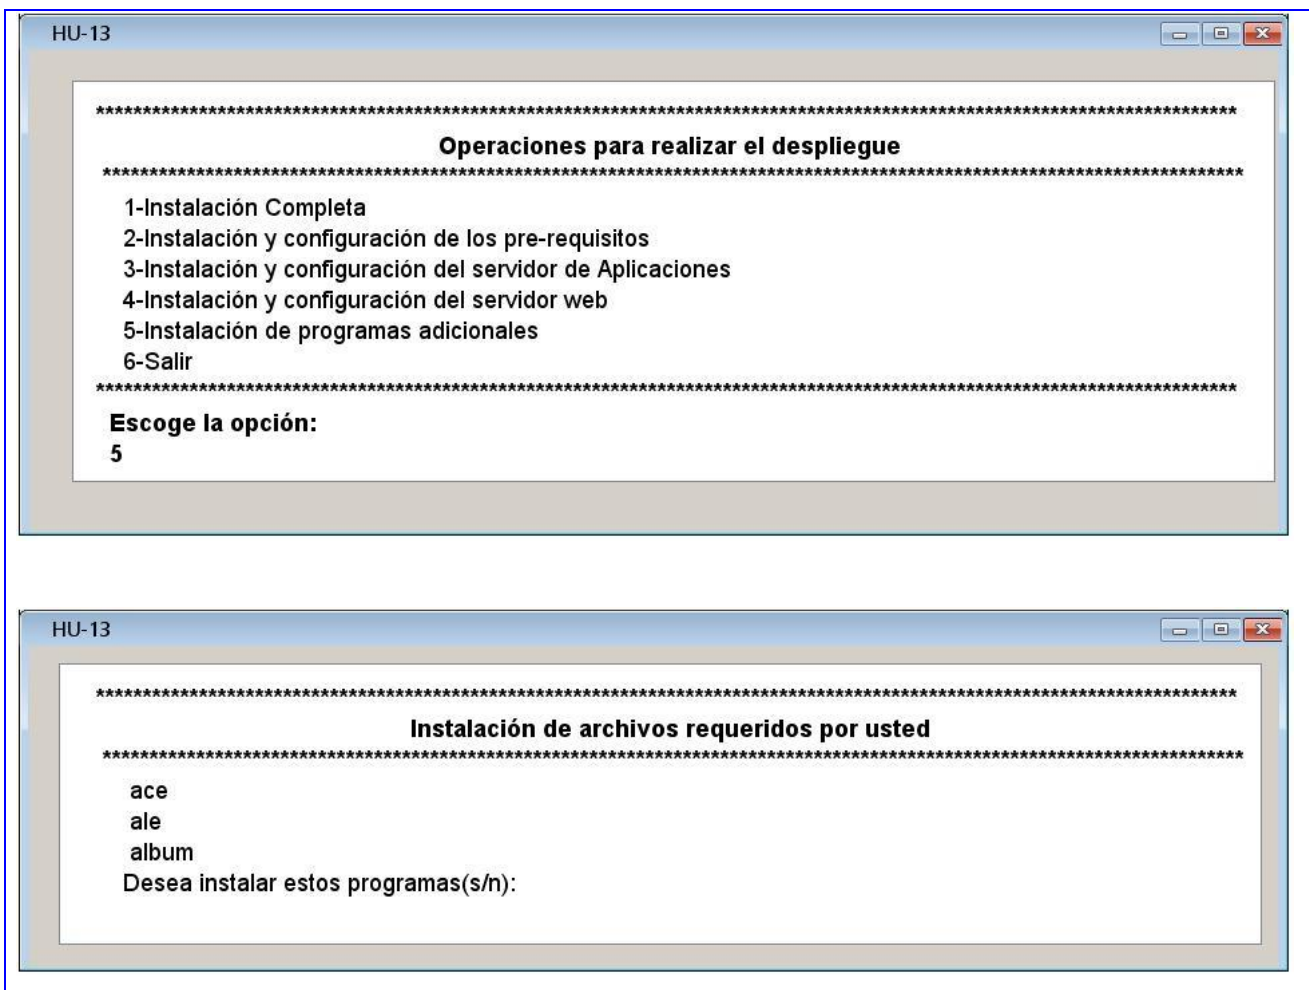 HU-13
****************************************************************************************************************************
Operaciones para realizar el despliegue
****************************************************************************************************************************
1-Instalación Completa
2-Instalación y configuración de los pre-requisitos
3-Instalación y configuración del servidor de Aplicaciones
4-Instalación y configuración del servidor web
5-Instalación de programas adicionales
6-Salir
****************************************************************************************************************************
Escoge la opción:
5
HU-13
****************************************************************************************************************************
Instalación de archivos requeridos por usted
****************************************************************************************************************************
ace
ale
album
Desea instalar estos programas(s/n):